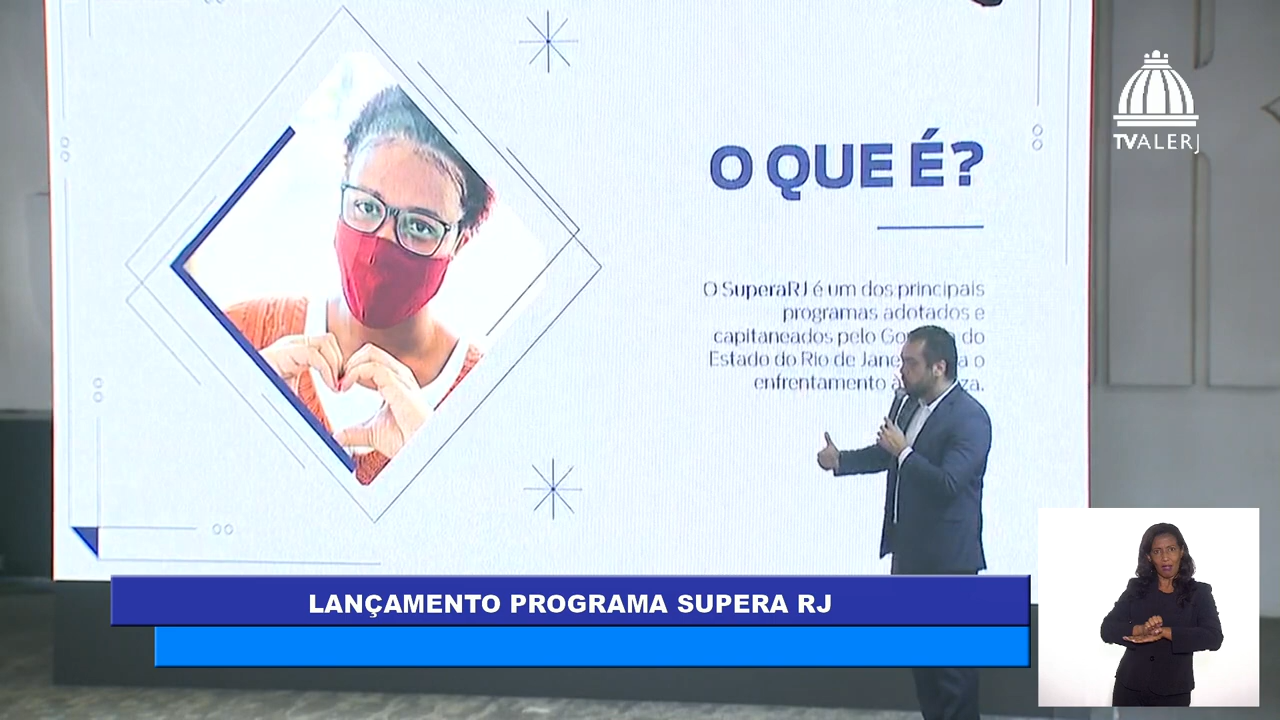 TVALERJ
O QUE É?
O SuperaRJ é um dos principais
programas adotados e
capitaneados pelo do
Estado do Rio de o
enfrentamento
LANÇAMENTO PROGRAMA SUPERA RJ